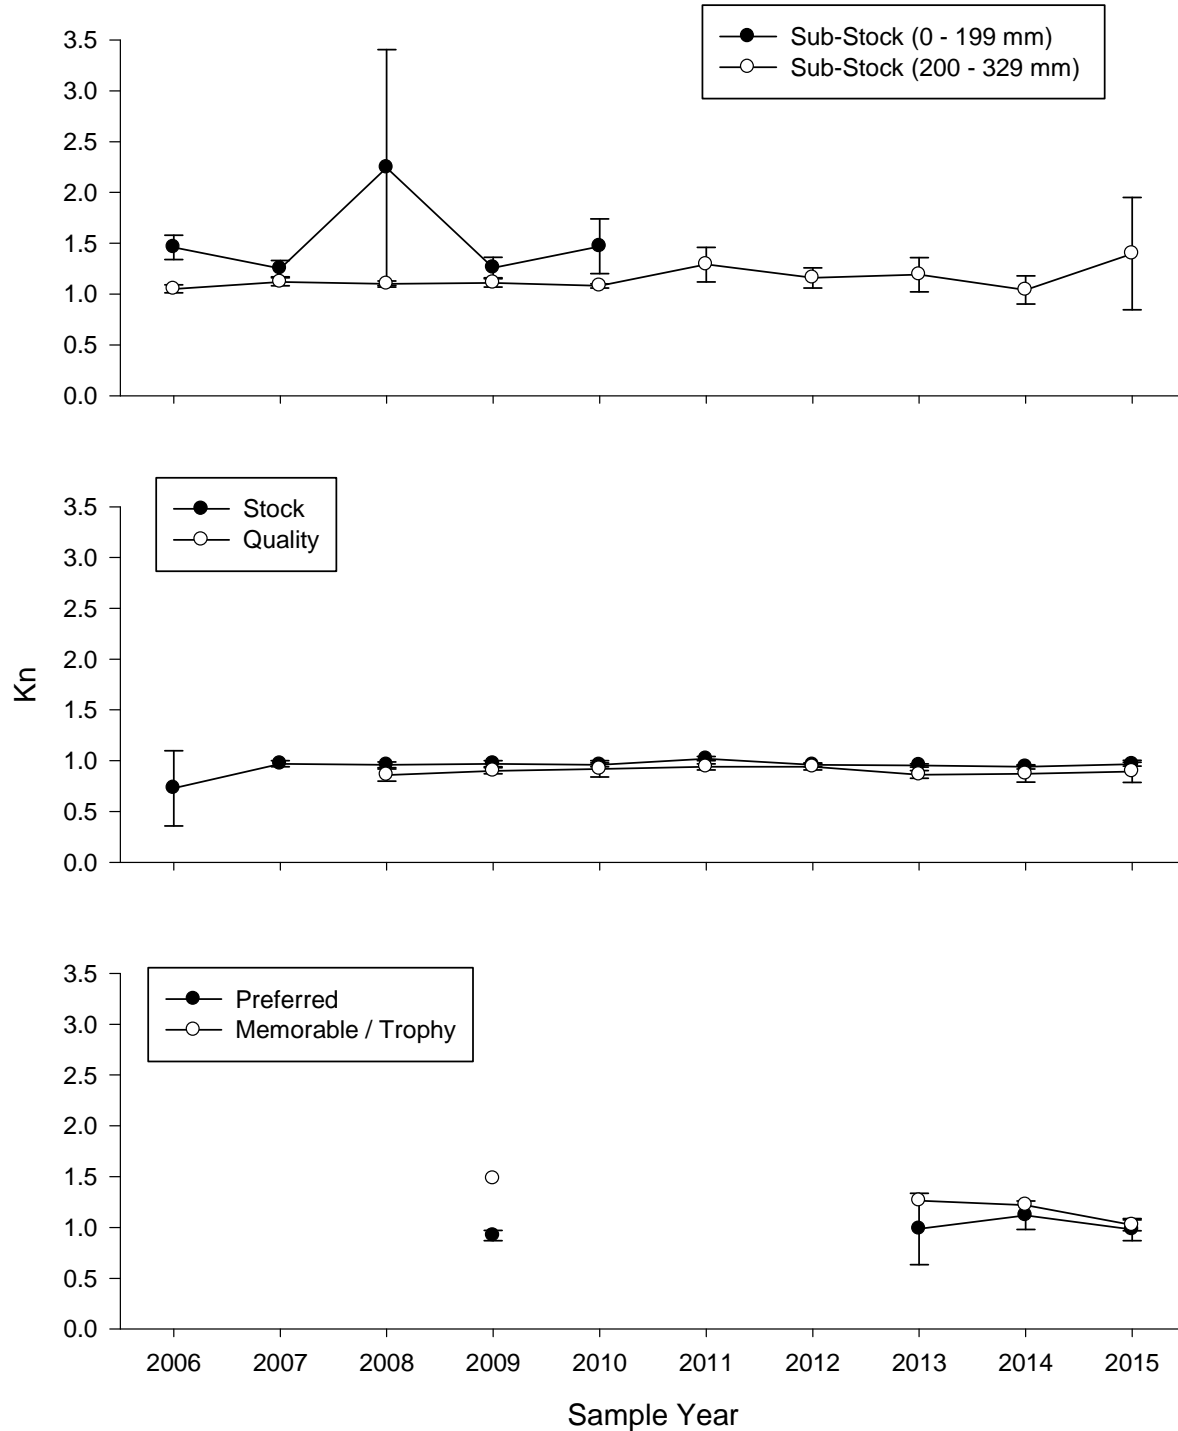 Sub-Stock (0 - 199 mm)
Sub-Stock (200 - 329 mm)
3.5
3.0
2.5
2.0
1.5
1.0
0.5
0.0
Stock
Quality
3.5
3.0
2.5
2.0
1.5
1.0
0.5
0.0
Kn
Preferred
Memorable / Trophy
3.5
3.0
2.5
2.0
1.5
1.0
0.5
0.0
2006 2007 2008 2009 2010 2011 2012 2013 2014 2015
Sample Year